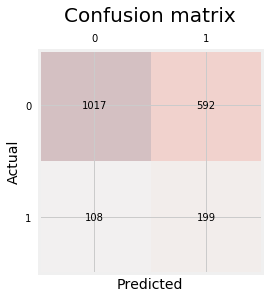 Confusion matrix
0 1
0 1017 592
Actual
1 108 199
Predicted